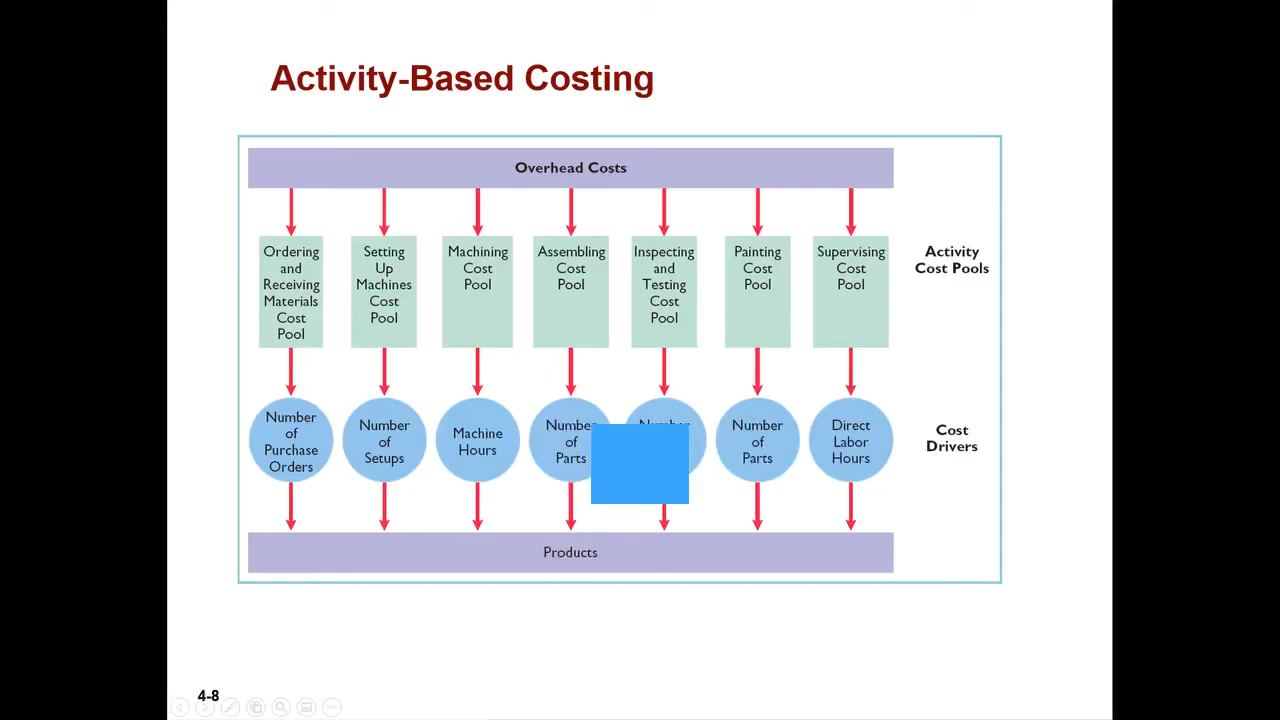 Activity-Based Costing
Overhead Costs
Ordering
and
Receiving
Materials
Cost
Pool
Setting
Up
Machines
Cost
Pool
Machining
Cost
Pool
Assembling
Cost
Pool
Inspecting
and
Testing
Cost
Pool
Painting
Cost
Pool
Supervising
Cost
Pool
Activity
Cost Pools
Number
of
Purchase
Orders
Number
of
Setups
Machine
Hours
Number
of
Parts
Number
Number
of
Parts
Direct
Labor
Hours
Cost
Drivers
Products
4-8